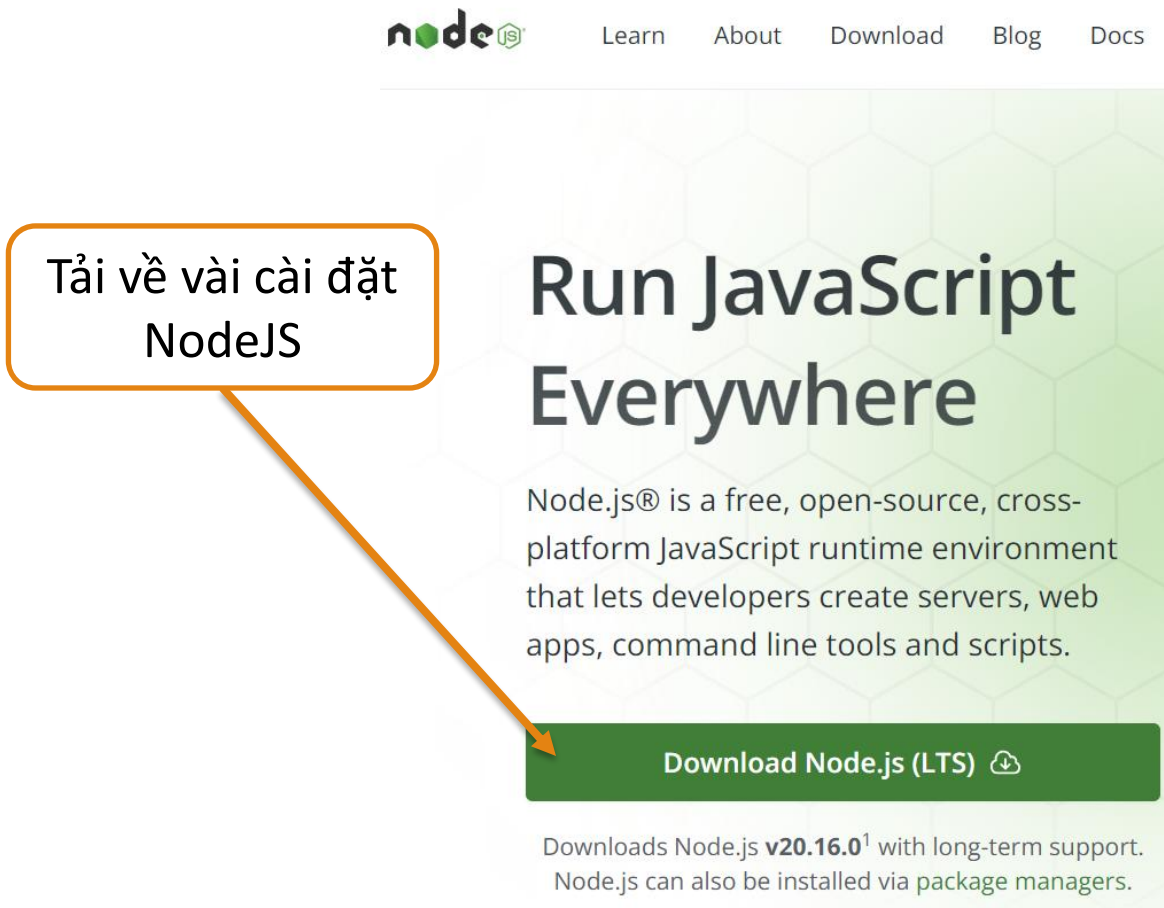 node JS
Learn About Download Blog Docs
Tải về vài cài đặt
NodeJS
Run JavaScript
Everywhere
Node.js® is a free, open-source, cross-
platform JavaScript runtime environment
that lets developers create servers, web
apps, command line tools and scripts.
Download Node.js (LTS)
Downloads Node.js v20.16.0¹ with long-term support.
Node.js can also be installed via package managers.